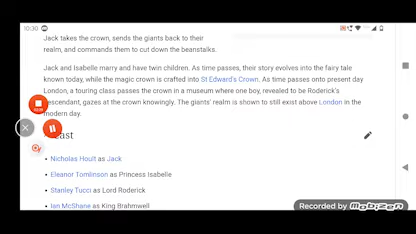 10:30
Jack takes the crown, sends the giants back to their
realm, and commands them to cut down the beanstalks.
Jack and Isabelle marry and have twin children. As time passes, their story evolves into the fairy tale
known today, while the magic crown is crafted into St Edward's Crown. As time passes onto present day
London, a touring class passes the crown in a museum where one boy, revealed to be Roderick's
descendant, gazes at the crown knowingly. The giants' realm is shown to still exist above London in the
modern day.
Cast
• Nicholas Hoult as Jack
• Eleanor Tomlinson as Princess Isabelle
• Stanley Tucci as Lord Roderick
• Ian McShane as King Brahmwell
Recorded by Mobizen